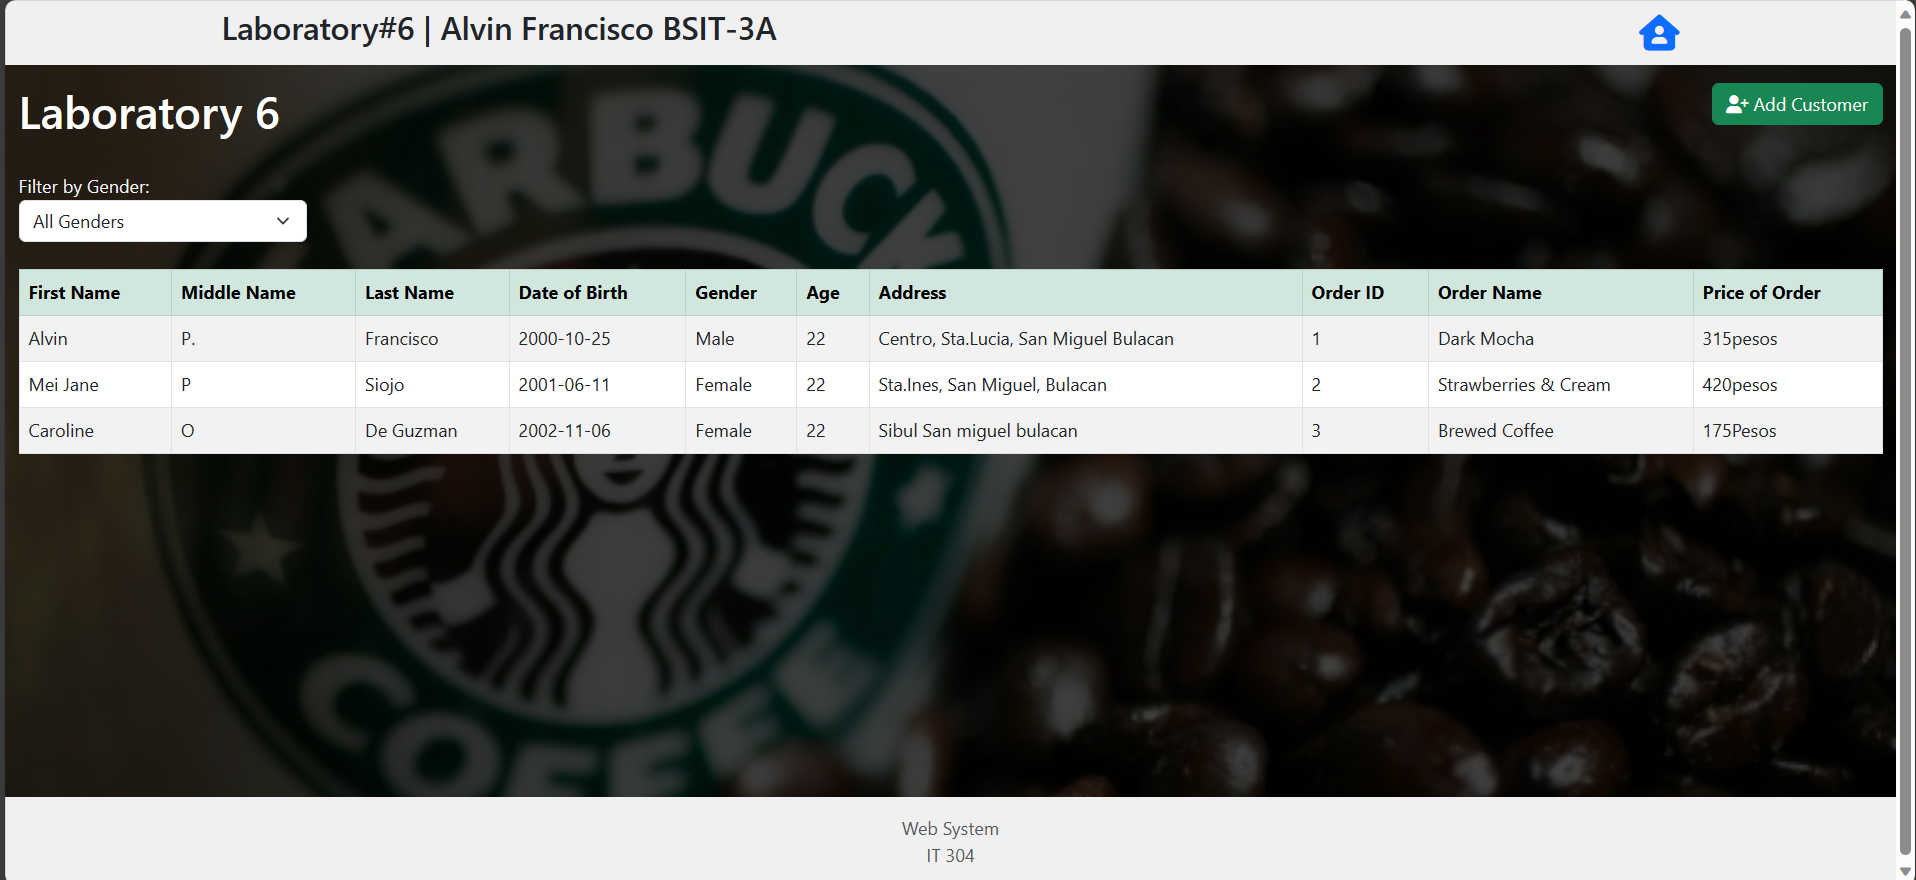 Laboratory#6 | Alvin Francisco BSIT-3A
Laboratory 6
Add Customer
Filter by Gender:
All Genders
First Name Middle Name Last Name Date of Birth Gender Age Address Order ID Order Name Price of Order
Alvin P. Francisco 2000-10-25 Male 22 Centro, Sta.Lucia, San Miguel Bulacan 1 Dark Mocha 315pesos
Mei Jane P Siojo 2001-06-11 Female 22 Sta.Ines, San Miguel, Bulacan 2 Strawberries & Cream 420pesos
Caroline O De Guzman 2002-11-06 Female 22 Sibul San miguel bulacan 3 Brewed Coffee 175Pesos
TARBUCK
COFFEE
Web System
IT 304